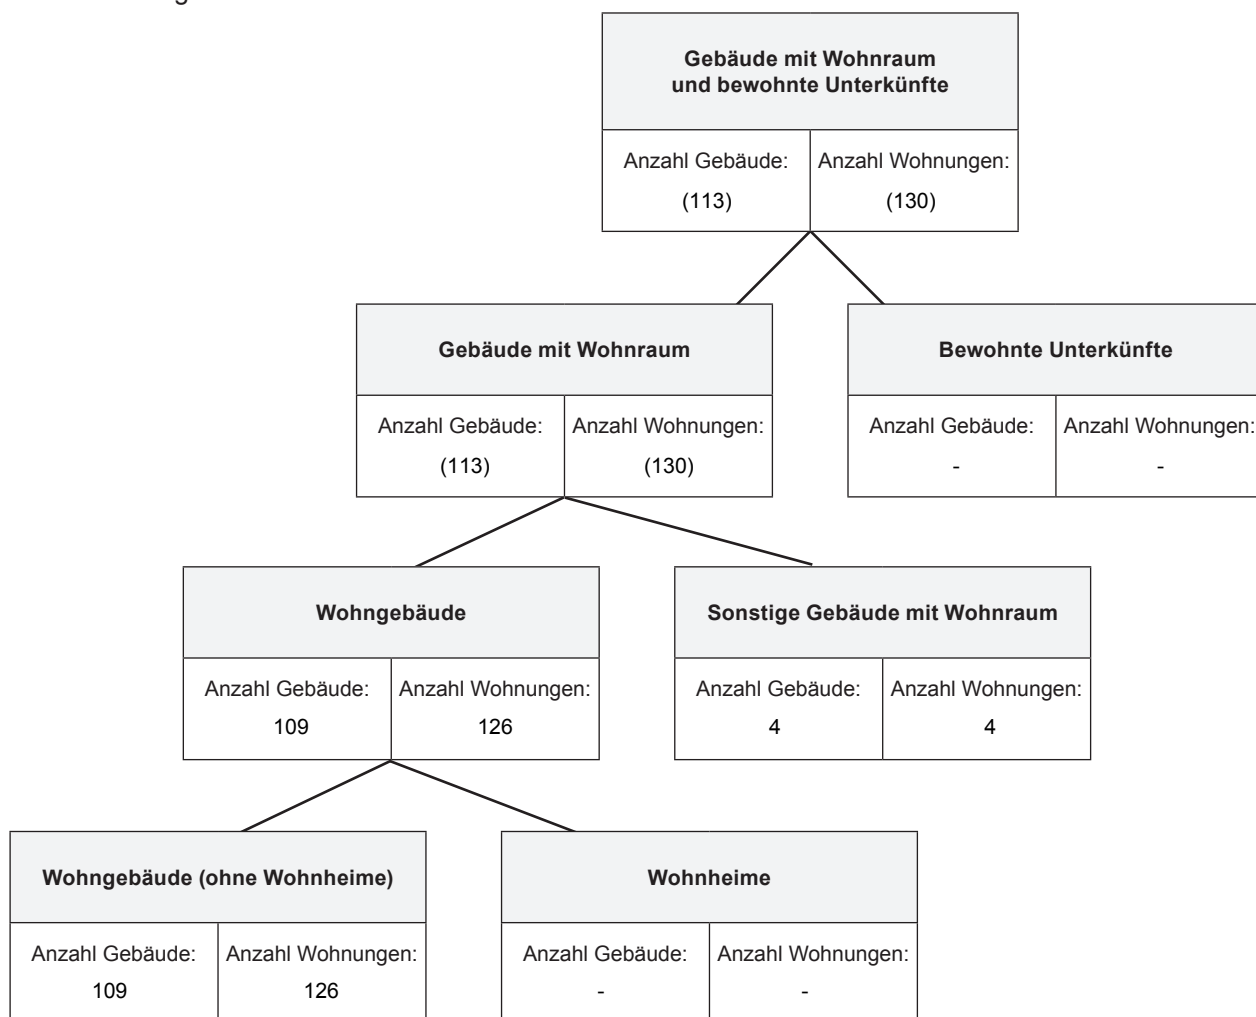 Gebäude mit Wohnraum
und bewohnte Unterkünfte
Anzahl Gebäude: Anzahl Wohnungen:
(113) (130)
Gebäude mit Wohnraum
Anzahl Gebäude: Anzahl Wohnungen:
(113) (130)
Bewohnte Unterkünfte
Anzahl Gebäude: Anzahl Wohnungen:
- -
Wohngebäude
Anzahl Gebäude: Anzahl Wohnungen:
109 126
Sonstige Gebäude mit Wohnraum
Anzahl Gebäude: Anzahl Wohnungen:
4 4
Wohngebäude (ohne Wohnheime)
Anzahl Gebäude: Anzahl Wohnungen:
109 126
Wohnheime
Anzahl Gebäude: Anzahl Wohnungen:
- -